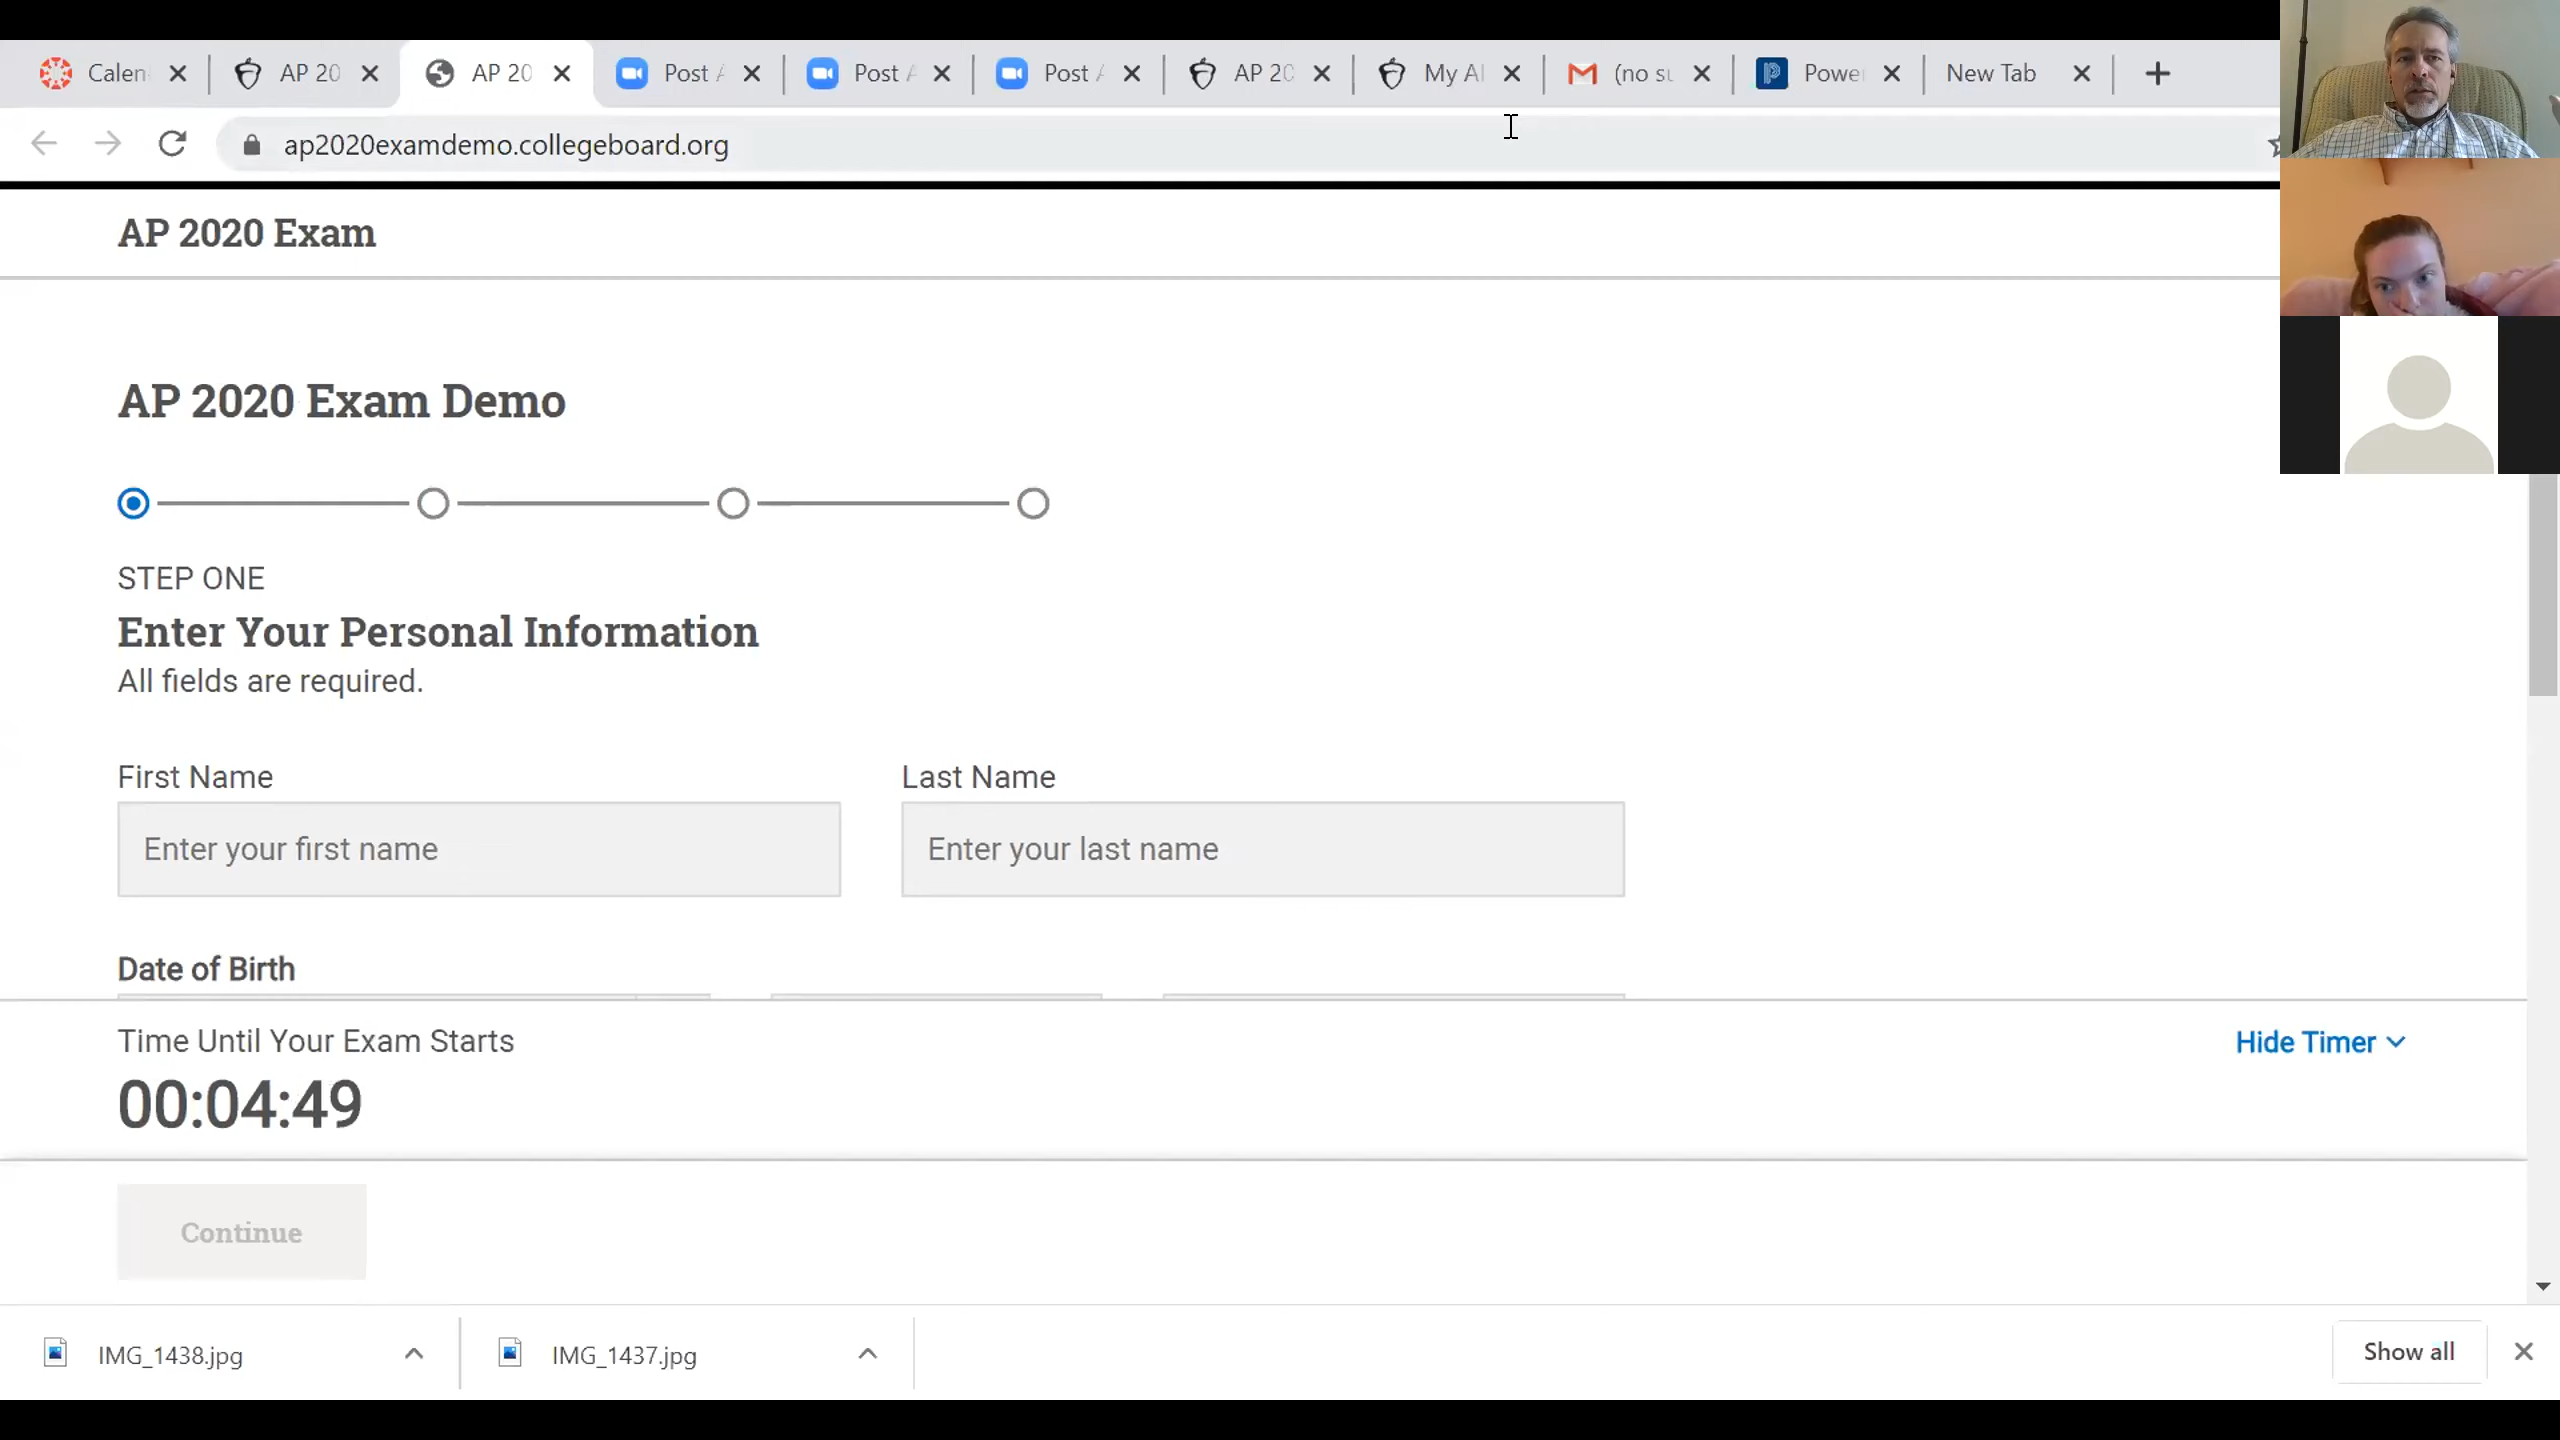 Calen AP 20 AP 20 Post Post Post AP 20 My A (no su Power New Tab
ap2020examdemo.collegeboard.org
AP 2020 Exam
AP 2020 Exam Demo
STEP ONE
Enter Your Personal Information
All fields are required.
First Name Last Name
Enter your first name Enter your last name
Date of Birth
Time Until Your Exam Starts Hide Timer
00:04:49
Continue
IMG_1438.jpg IMG_1437.jpg Show all